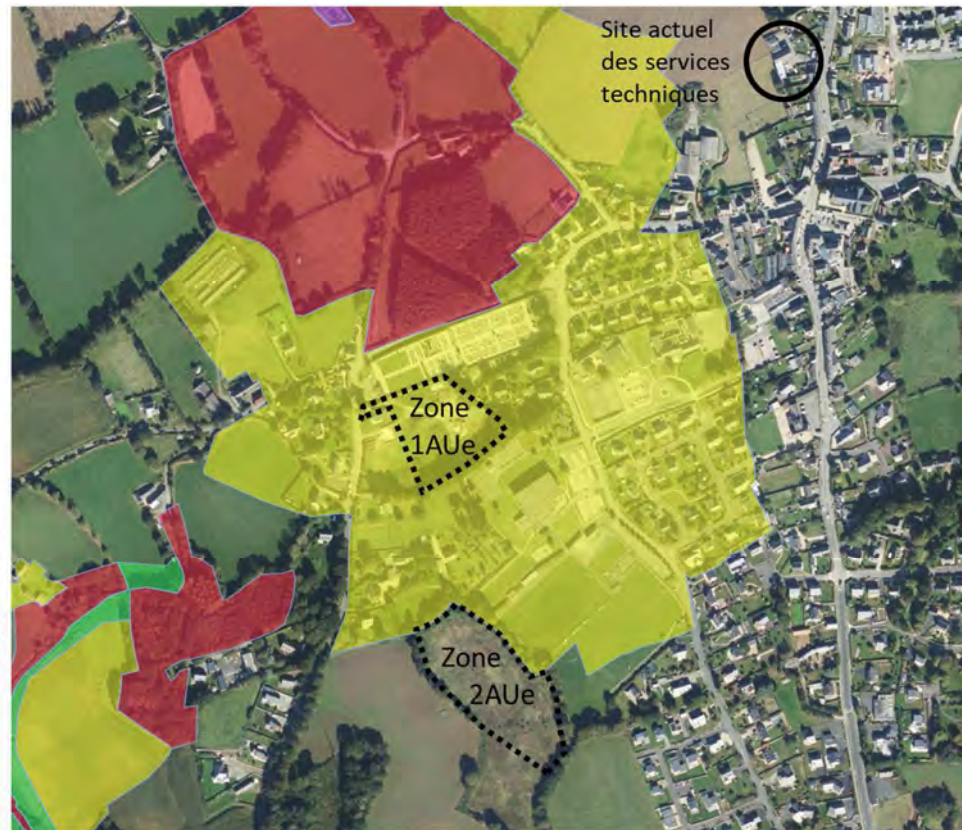 Site actuel
des services
techniques
Zone
1AUe
Zone
2AUe